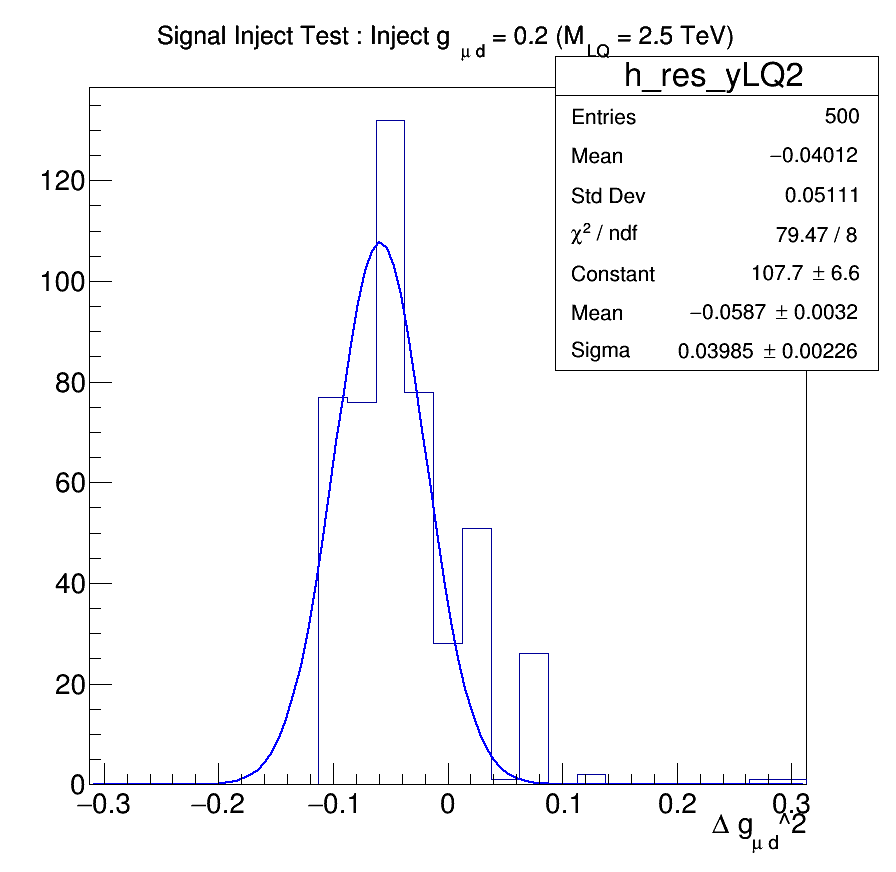 Signal Inject Test : Inject g μ d = 0.2 (M LQ = 2.5 TeV)
h_res_yLQ2
Entries 500
Mean −0.04012
Std Dev 0.05111
χ² / ndf 79.47 / 8
Constant 107.7 ± 6.6
Mean −0.0587 ± 0.0032
Sigma 0.03985 ± 0.00226
120
100
80
60
40
20
0
−0.3 −0.2 −0.1 0 0.1 0.2 0.3
Δ g μ d ^2